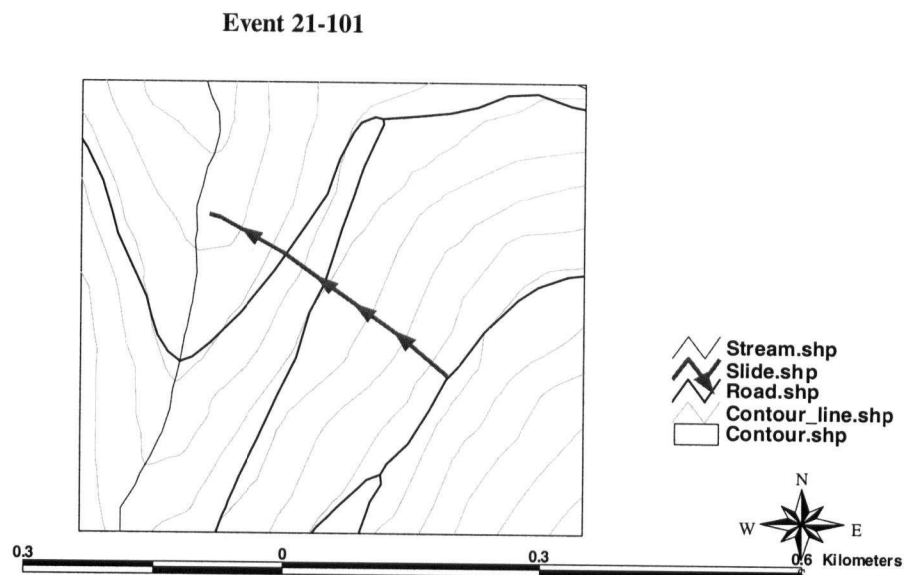 Event 21-101
Stream.shp
Slide.shp
Road.shp
Contour_line.shp
Contour.shp
N
W E
S
0.3 0 0.3 0.6 Kilometers